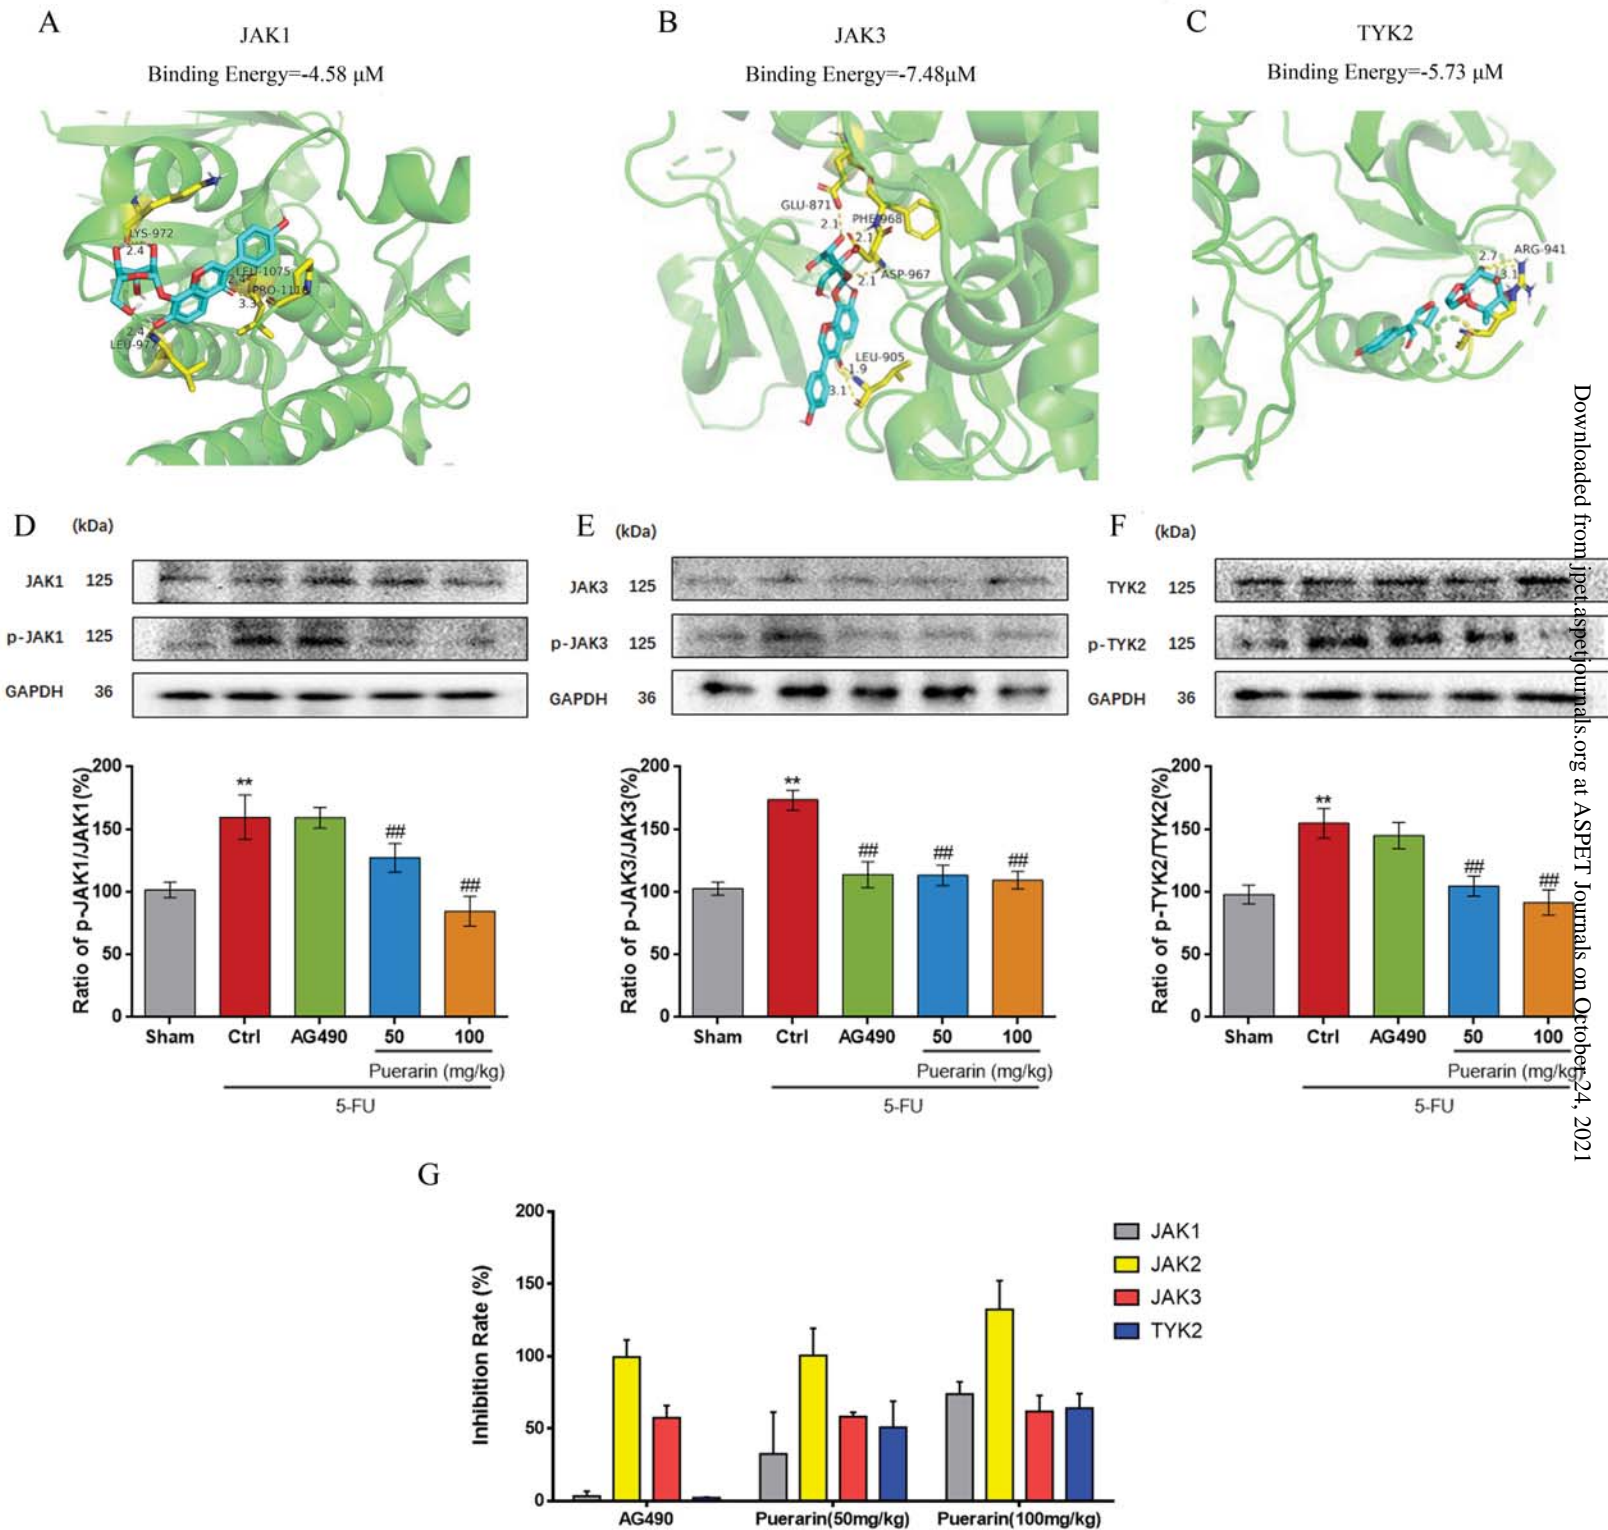 A
JAK1
Binding Energy=-4.58 μM
B
JAK3
Binding Energy=-7.48μM
C
TYK2
Binding Energy=-5.73 μM
LYS-972
2.4
LEU-1075
2.4
PRO-1116
3.3
2.4
LEU-977
GLU-871
2.1
PHE-968
2.1
ASP-967
2.1
LEU-905
1.9
3.1
2.7
ARG-941
3.1
D
(kDa)
JAK1 125
p-JAK1 125
GAPDH 36
E
(kDa)
JAK3 125
p-JAK3 125
GAPDH 36
F
(kDa)
TYK2 125
p-TYK2 125
GAPDH 36
Ratio of p-JAK1/JAK1(%)
200
150
100
50
0
**
##
##
Sham Ctrl AG490 50 100
Puerarin (mg/kg)
5-FU
Ratio of p-JAK3/JAK3(%)
200
150
100
50
0
**
##
##
##
Sham Ctrl AG490 50 100
Puerarin (mg/kg)
5-FU
Ratio of p-TYK2/TYK2(%)
200
150
100
50
0
**
##
##
Sham Ctrl AG490 50 100
Puerarin (mg/kg)
5-FU
G
Inhibition Rate (%)
200
150
100
50
0
AG490 Puerarin(50mg/kg) Puerarin(100mg/kg)
JAK1
JAK2
JAK3
TYK2
Downloaded from jpet.aspetjournals.org at ASPET Journals on October 24, 2021